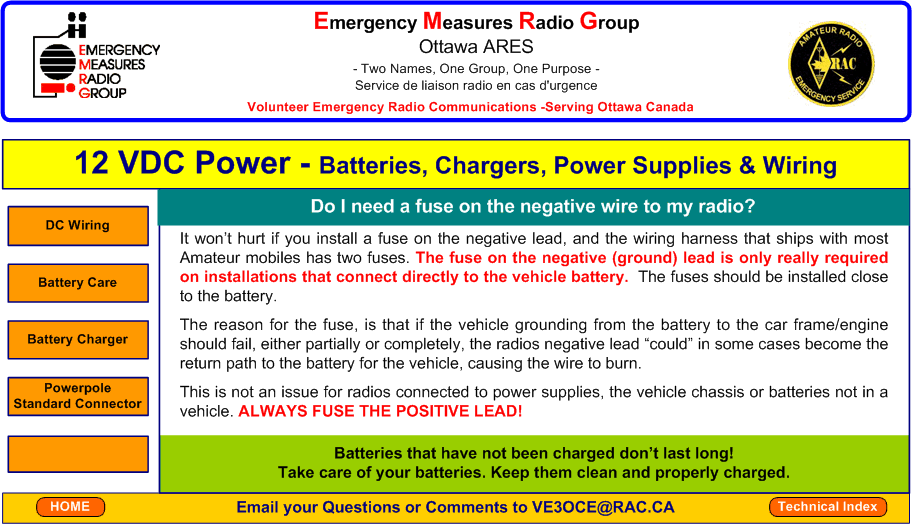 EMERGENCY
MEASURES
RADIO
GROUP
Emergency Measures Radio Group
Ottawa ARES
- Two Names, One Group, One Purpose -
Service de liaison radio en cas d'urgence
Volunteer Emergency Radio Communications -Serving Ottawa Canada
AMATEUR RADIO
RAC
EMERGENCY SERVICE
12 VDC Power - Batteries, Chargers, Power Supplies & Wiring
DC Wiring
Battery Care
Battery Charger
Powerpole
Standard Connector
Do I need a fuse on the negative wire to my radio?
It won't hurt if you install a fuse on the negative lead, and the wiring harness that ships with most
Amateur mobiles has two fuses. The fuse on the negative (ground) lead is only really required
on installations that connect directly to the vehicle battery. The fuses should be installed close
to the battery.
The reason for the fuse, is that if the vehicle grounding from the battery to the car frame/engine
should fail, either partially or completely, the radios negative lead “could” in some cases become the
return path to the battery for the vehicle, causing the wire to burn.
This is not an issue for radios connected to power supplies, the vehicle chassis or batteries not in a
vehicle. ALWAYS FUSE THE POSITIVE LEAD!
Batteries that have not been charged don't last long!
Take care of your batteries. Keep them clean and properly charged.
HOME
Email your Questions or Comments to VE3OCE@RAC.CA
Technical Index